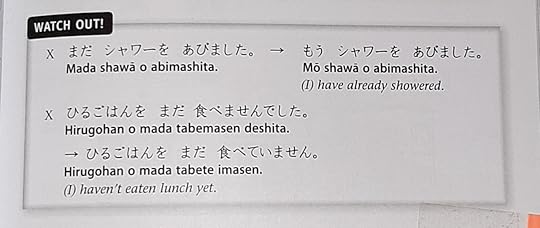 WATCH OUT!
X まだ シャワーを あびました。 → もう シャワーを あびました。
Mada shawā o abimashita. Mō shawā o abimashita.
(I) have already showered.
X ひるごはんを まだ 食べませんでした。
Hirugohan o mada tabemasen deshita.
→ ひるごはんを まだ 食べていません。
Hirugohan o mada tabete imasen.
(I) haven't eaten lunch yet.